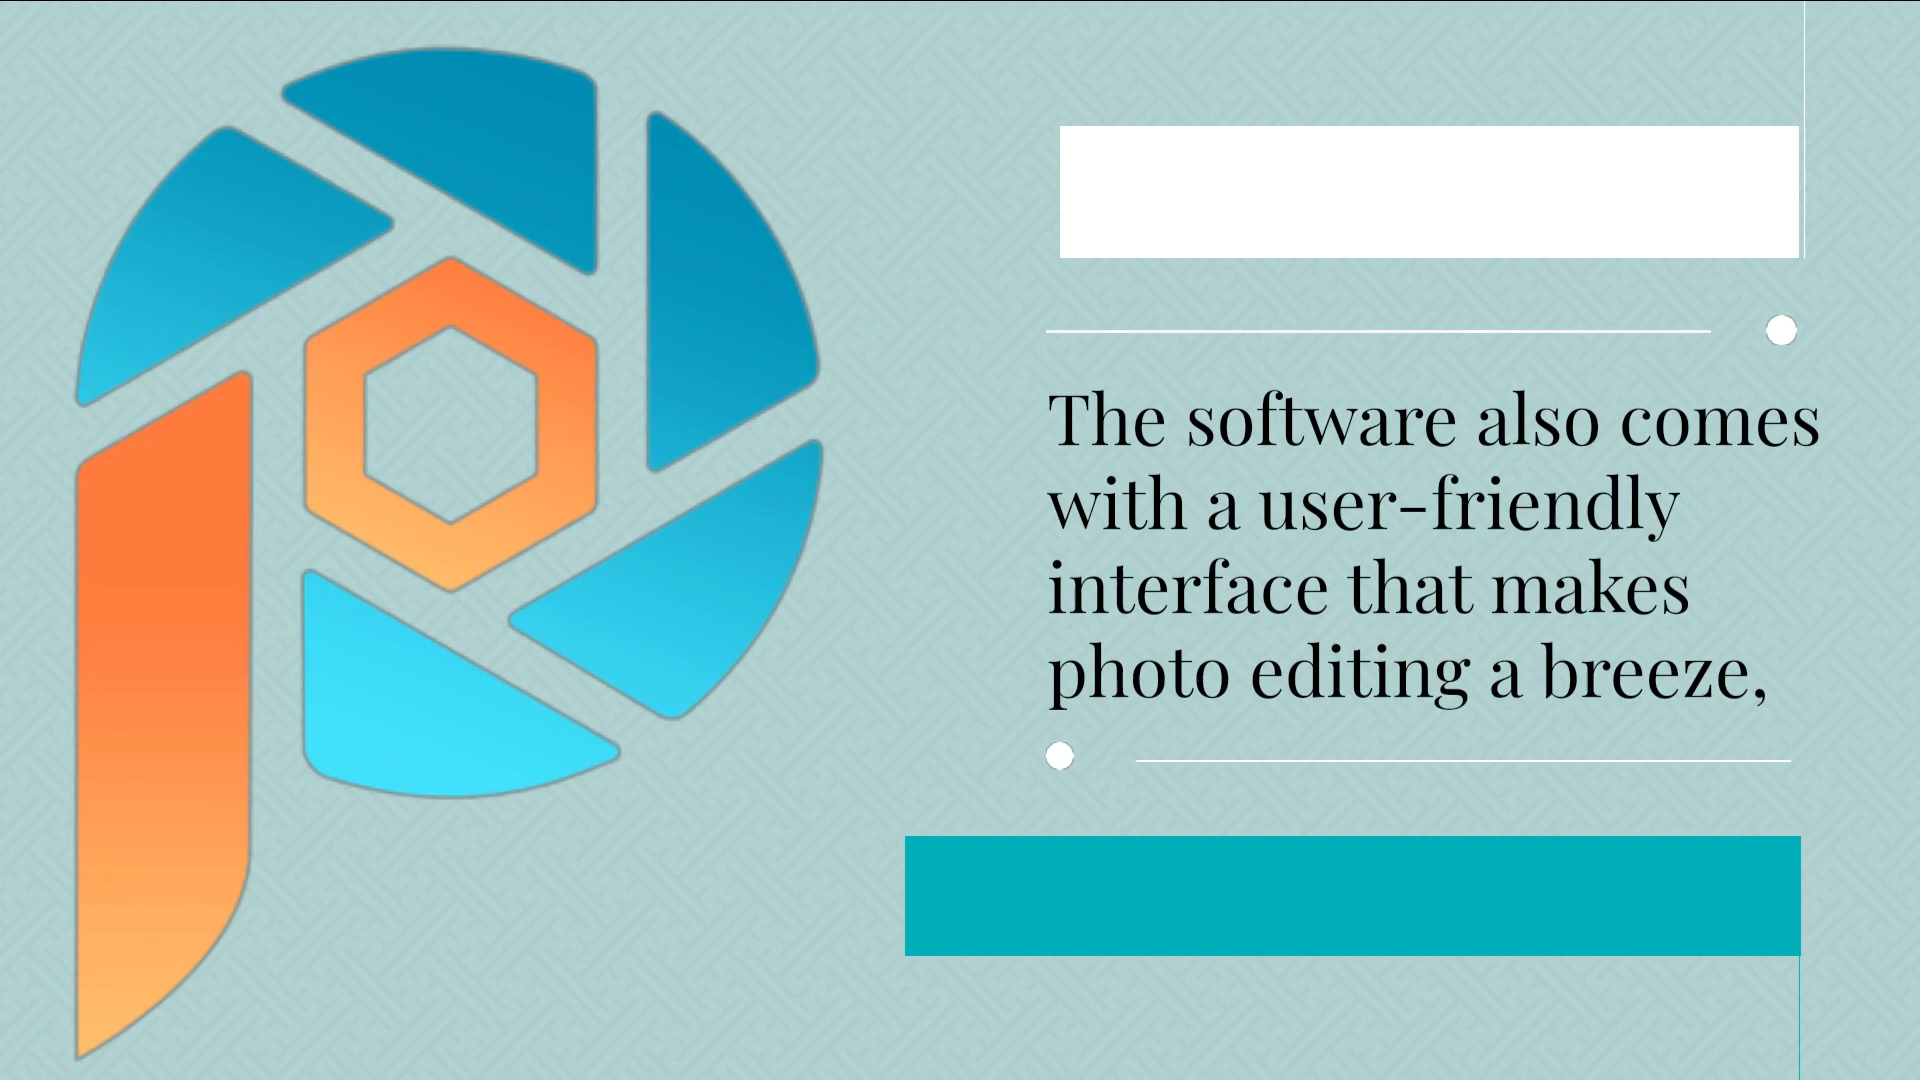 The software also comes
with a user-friendly
interface that makes
photo editing a breeze,